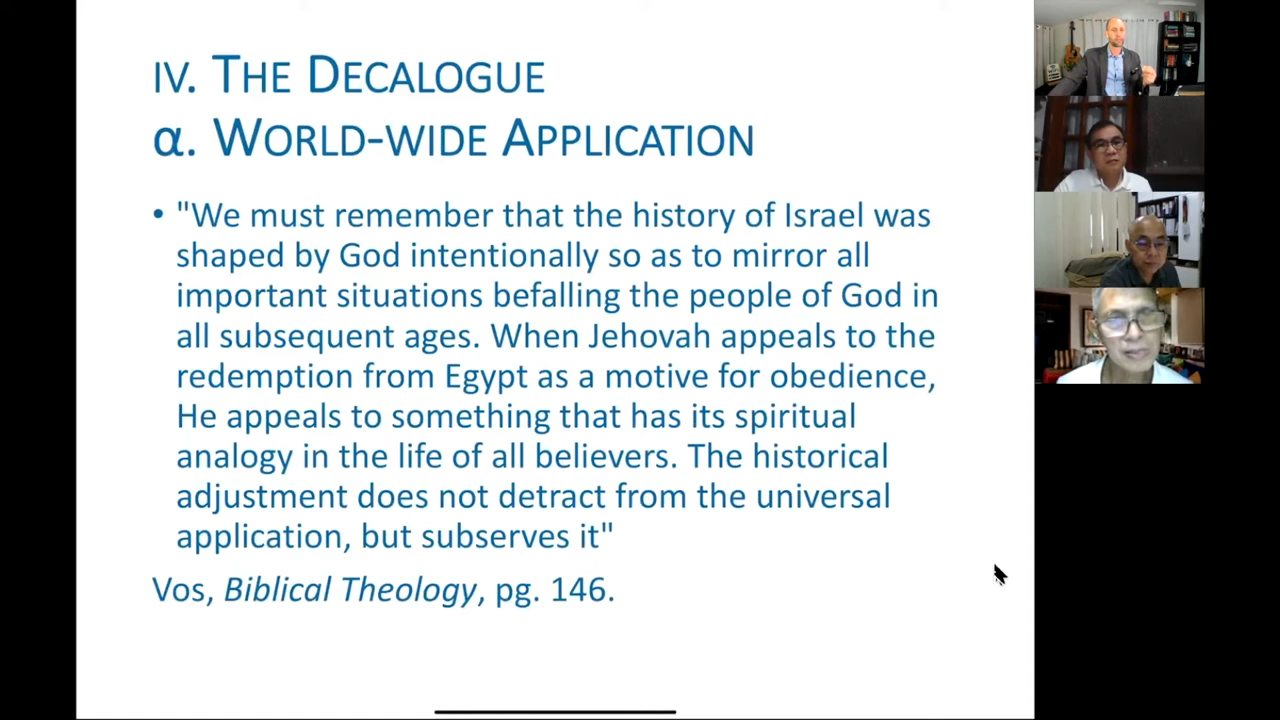 IV. THE DECALOGUE
α. WORLD-WIDE APPLICATION
• "We must remember that the history of Israel was
shaped by God intentionally so as to mirror all
important situations befalling the people of God in
all subsequent ages. When Jehovah appeals to the
redemption from Egypt as a motive for obedience,
He appeals to something that has its spiritual
analogy in the life of all believers. The historical
adjustment does not detract from the universal
application, but subserves it"
Vos, Biblical Theology, pg. 146.